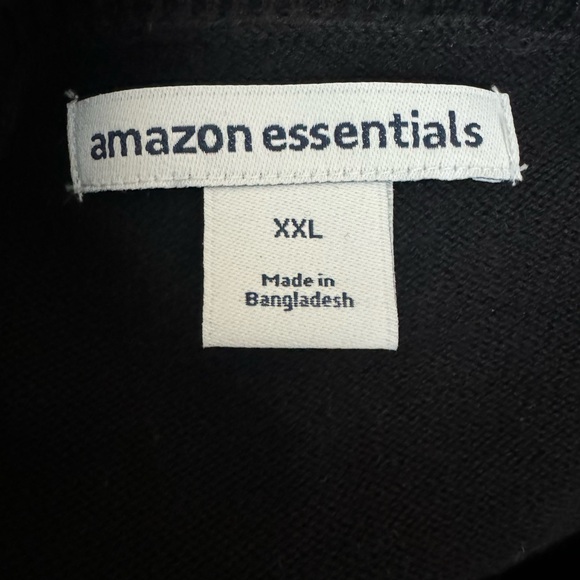 amazon essentials
XXL
Made in
Bangladesh